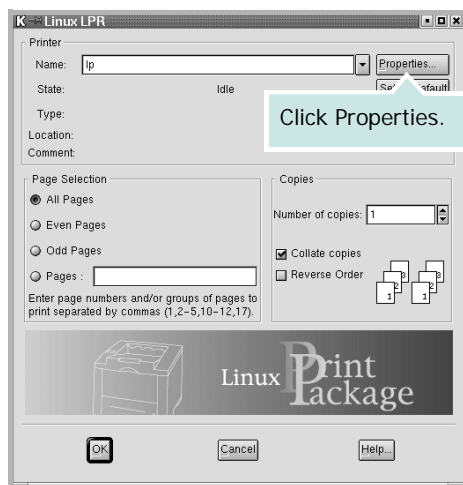 Linux LPR
Printer
Name: lp Properties...
State: Idle
Click Properties.
Type:
Location:
Comment:
Page Selection
All Pages
Even Pages
Odd Pages
Pages :
Enter page numbers and/or groups of pages to
print separated by commas (1,2-5,10-12,17).
Copies
Number of copies: 1
Collate copies
Reverse Order
3 2 1 3 2 1
Linux Print
Package
OK Cancel Help...